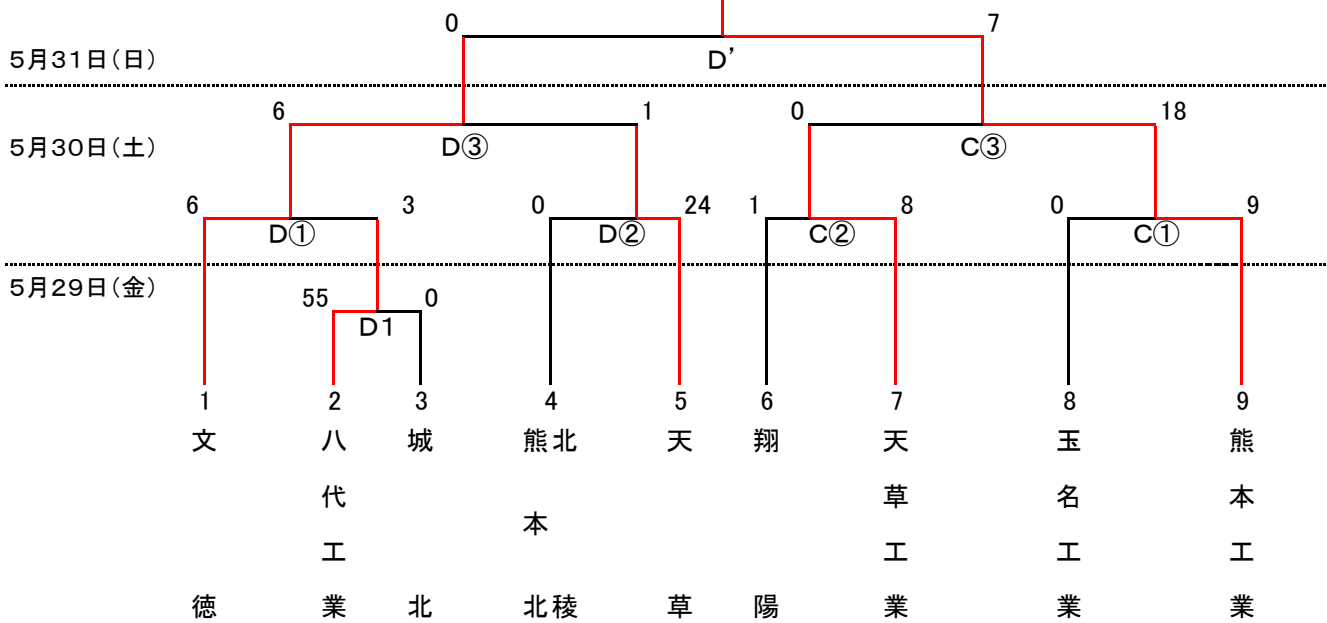 0 7
5月31日(日) D’
6 1 0 18
5月30日(土) D③ C③
6 3 0 24 1 8 0 9
D① D② C② C①
5月29日(金)
55 0
D1
1 2 3 4 5 6 7 8 9
文徳
八代工業
城北
熊本北
北稜
天草
翔陽
天草工業
玉名工業
熊本工業